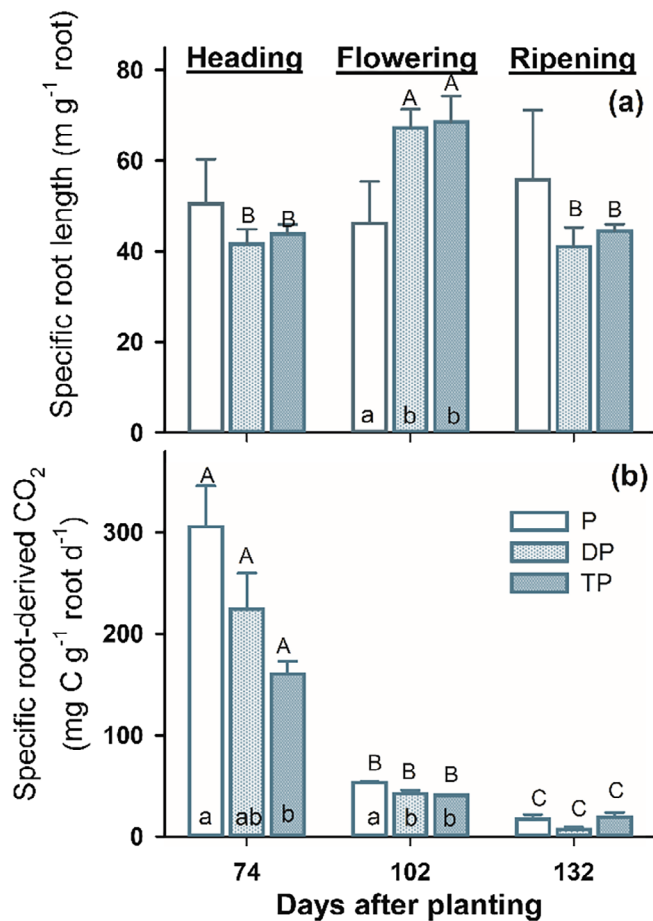 Heading Flowering Ripening
(a)
Specific root length (m g⁻¹ root)
80
60
40
20
0
B B
A A
B B
a b b
(b)
Specific root-derived CO₂
(mg C g⁻¹ root d⁻¹)
300
200
100
0
P
DP
TP
A A A
B B B
C C C
a ab b
a b b
74 102 132
Days after planting